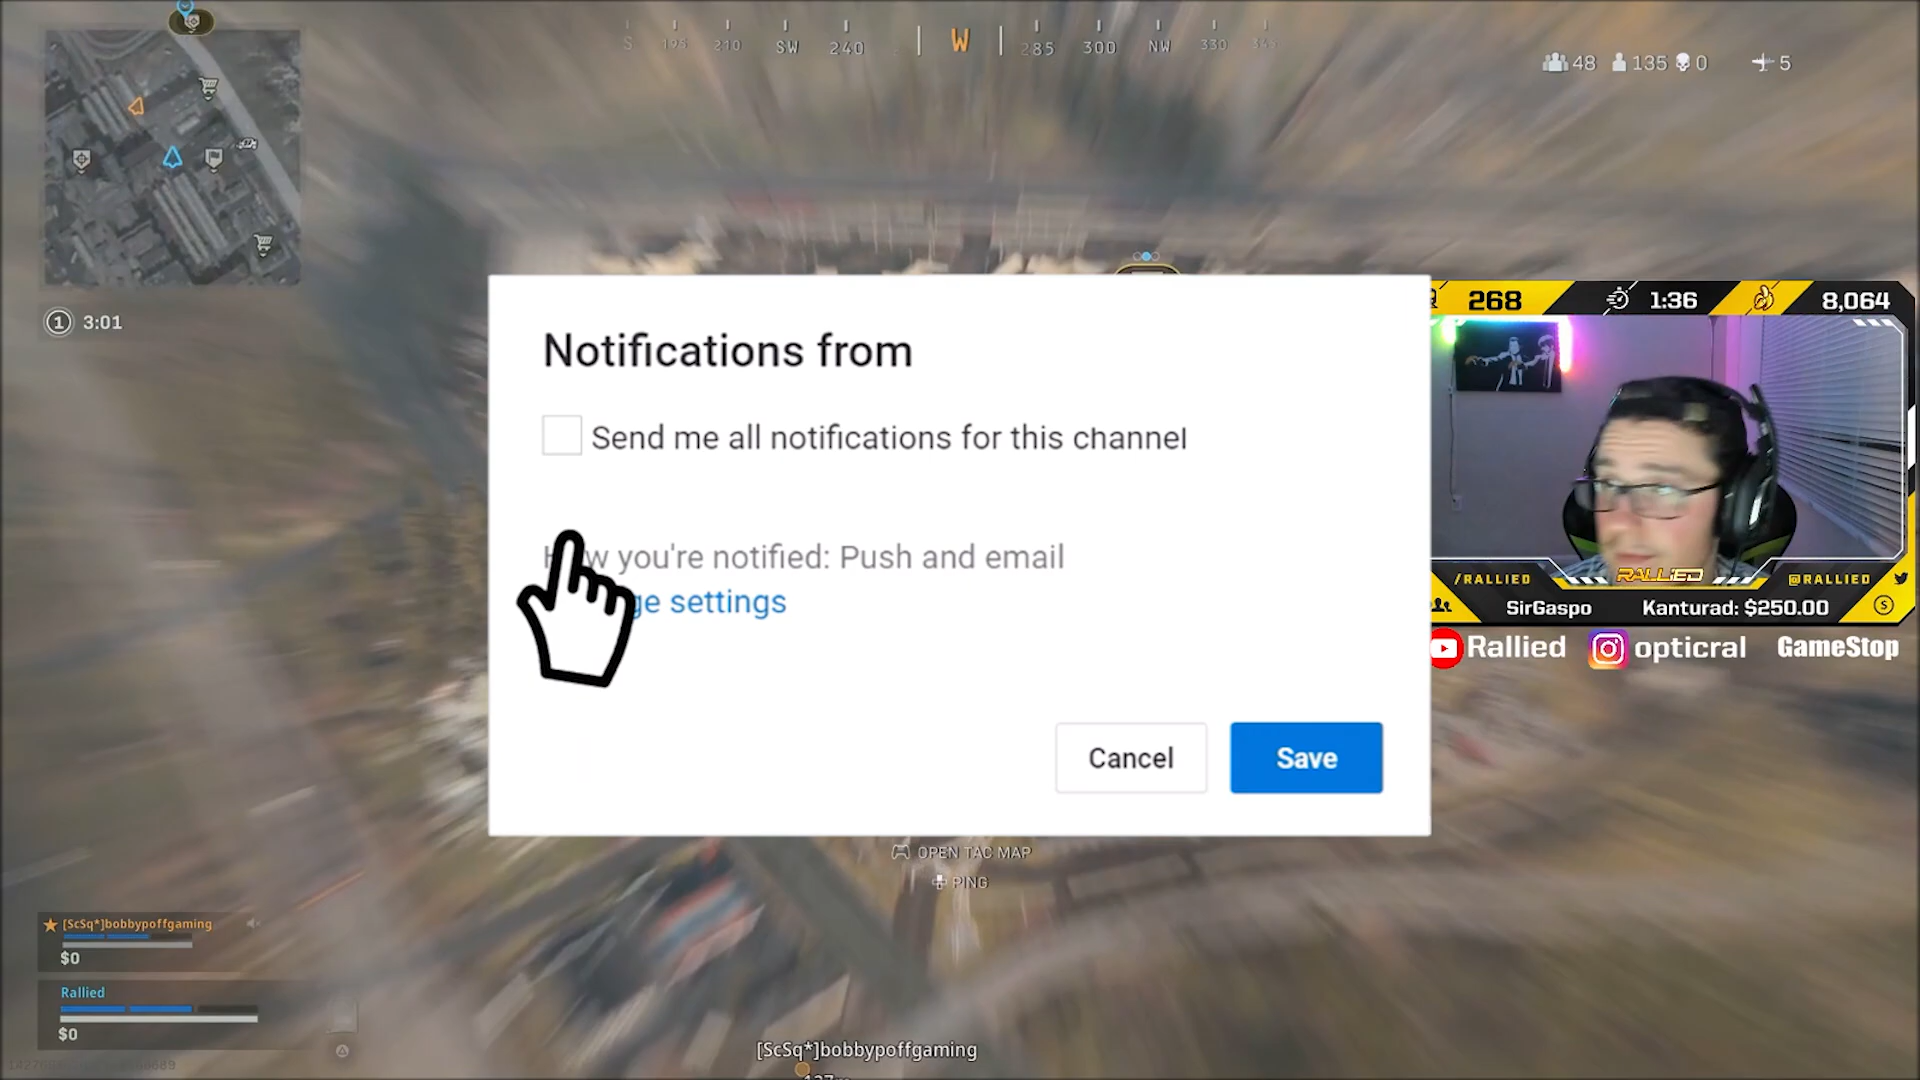 S 195 210 SW 240 W 285 300 NW 330 345
48 135 0 5
1 3:01
268 1:36 8,064
Notifications from
Send me all notifications for this channel
you're notified: Push and email
settings
Cancel
Save
/RALLIED RALLIED @RALLIED
SirGaspo Kanturad: $250.00
Rallied opticral GameStop
OPEN TAC MAP
PING
[ScSq*]bobbypoffgaming
$0
Rallied
$0
[ScSq*]bobbypoffgaming